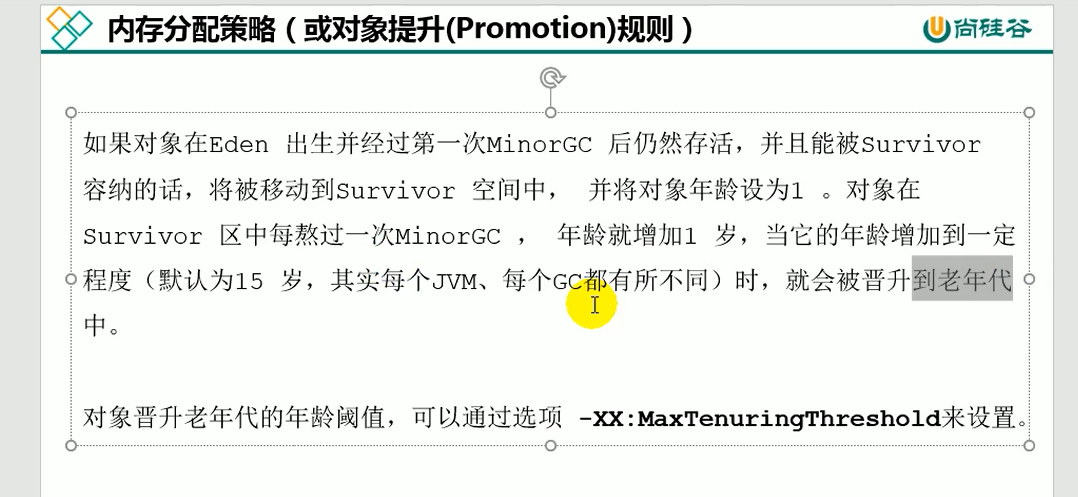 内存分配策略（或对象提升(Promotion)规则）
尚硅谷
如果对象在Eden 出生并经过第一次MinorGC 后仍然存活，并且能被Survivor
容纳的话，将被移动到Survivor 空间中， 并将对象年龄设为1 。对象在
Survivor 区中每熬过一次MinorGC ， 年龄就增加1 岁，当它的年龄增加到一定
程度（默认为15 岁，其实每个JVM、每个GC都有所不同）时，就会被晋升到老年代
中。
对象晋升老年代的年龄阈值，可以通过选项 -XX:MaxTenuringThreshold来设置。